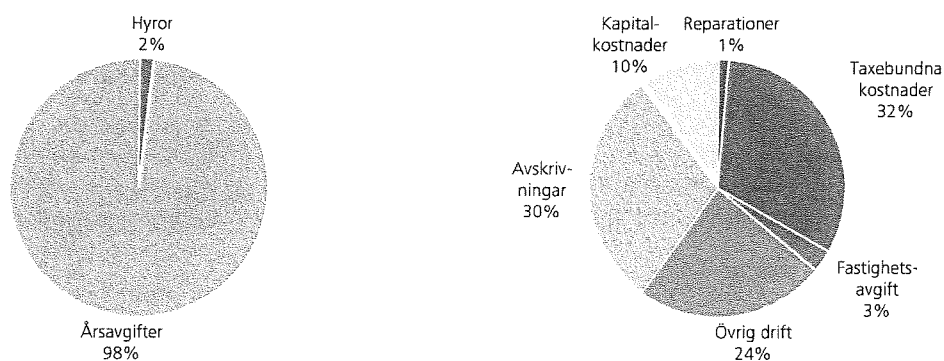 Hyror
2%
Årsavgifter
98%
Kapital-
kostnader
10%
Reparationer
1%
Taxebundna
kostnader
32%
Avskriv-
ningar
30%
Fastighets-
avgift
3%
Övrig drift
24%